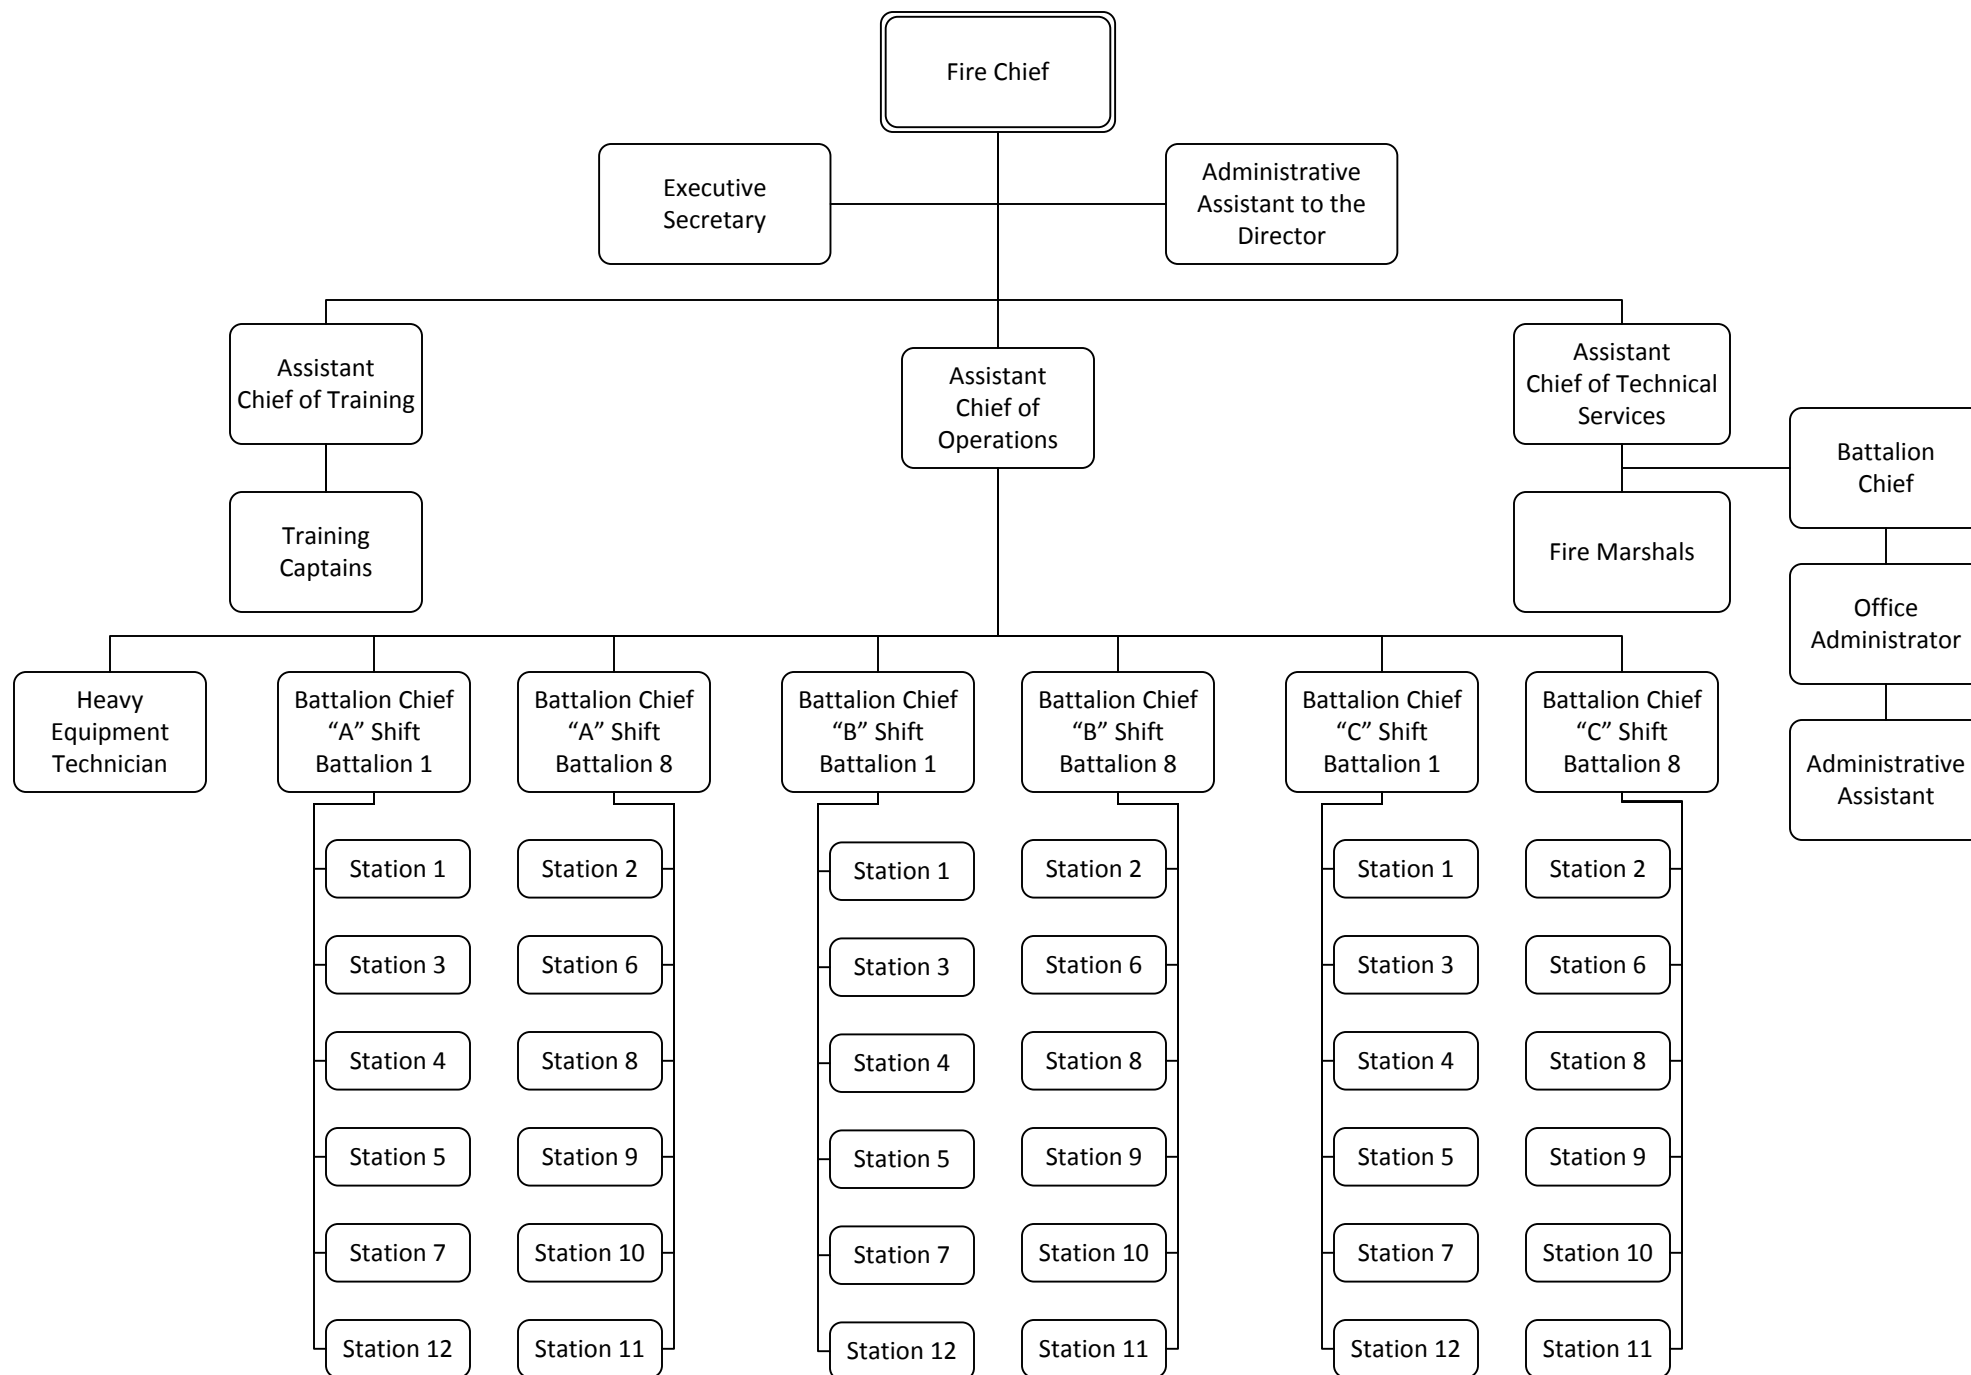 Fire Chief
Executive
Secretary
Administrative
Assistant to the
Director
Assistant
Chief of Training
Assistant
Chief of
Operations
Assistant
Chief of Technical
Services
Battalion
Chief
Training
Captains
Fire Marshals
Office
Administrator
Administrative
Assistant
Heavy
Equipment
Technician
Battalion Chief
“A” Shift
Battalion 1
Battalion Chief
“A” Shift
Battalion 8
Battalion Chief
“B” Shift
Battalion 1
Battalion Chief
“B” Shift
Battalion 8
Battalion Chief
“C” Shift
Battalion 1
Battalion Chief
“C” Shift
Battalion 8
Station 1
Station 3
Station 4
Station 5
Station 7
Station 12
Station 2
Station 6
Station 8
Station 9
Station 10
Station 11
Station 1
Station 3
Station 4
Station 5
Station 7
Station 12
Station 2
Station 6
Station 8
Station 9
Station 10
Station 11
Station 1
Station 3
Station 4
Station 5
Station 7
Station 12
Station 2
Station 6
Station 8
Station 9
Station 10
Station 11